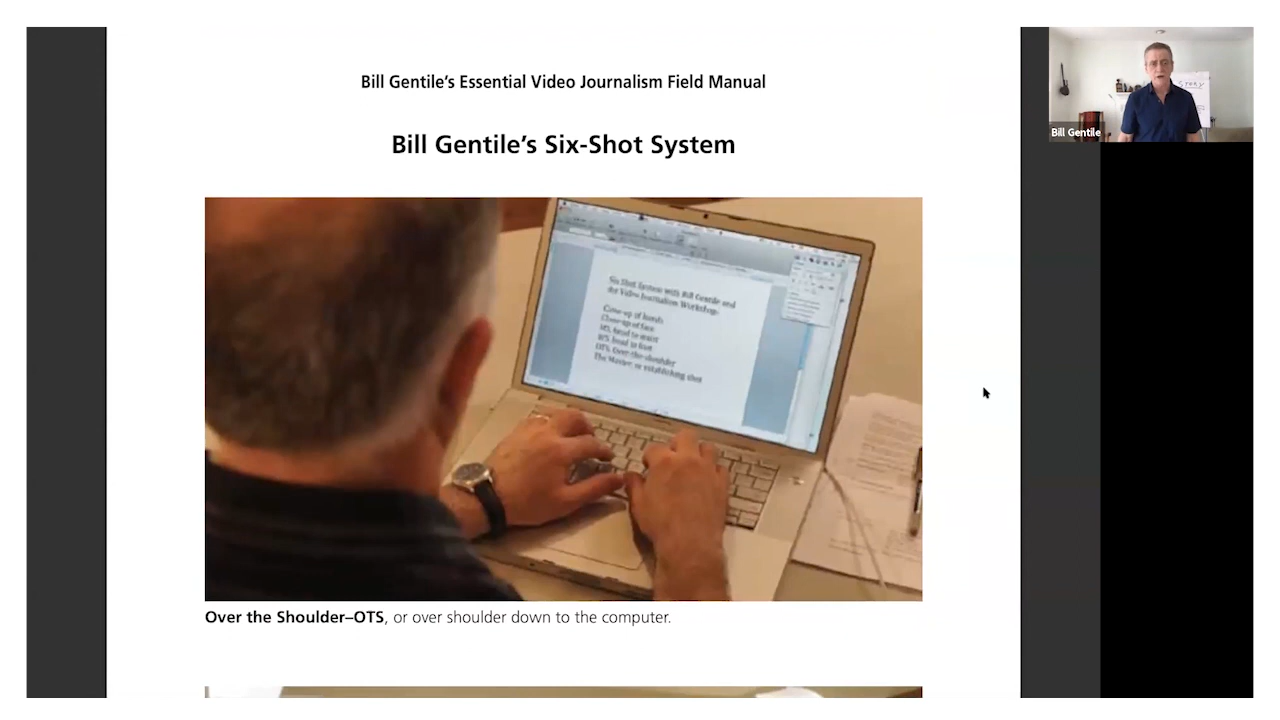 Bill Gentile’s Essential Video Journalism Field Manual
Bill Gentile’s Six-Shot System
Six Shot System with Bill Gentile and
the Video Journalism Workshop:
Close-up of hands
Close-up of face
MS, head to waist
WS, head to foot
OTS, Over the shoulder
The Master, or establishing shot
Over the Shoulder–OTS, or over shoulder down to the computer.
STORY
Bill Gentile